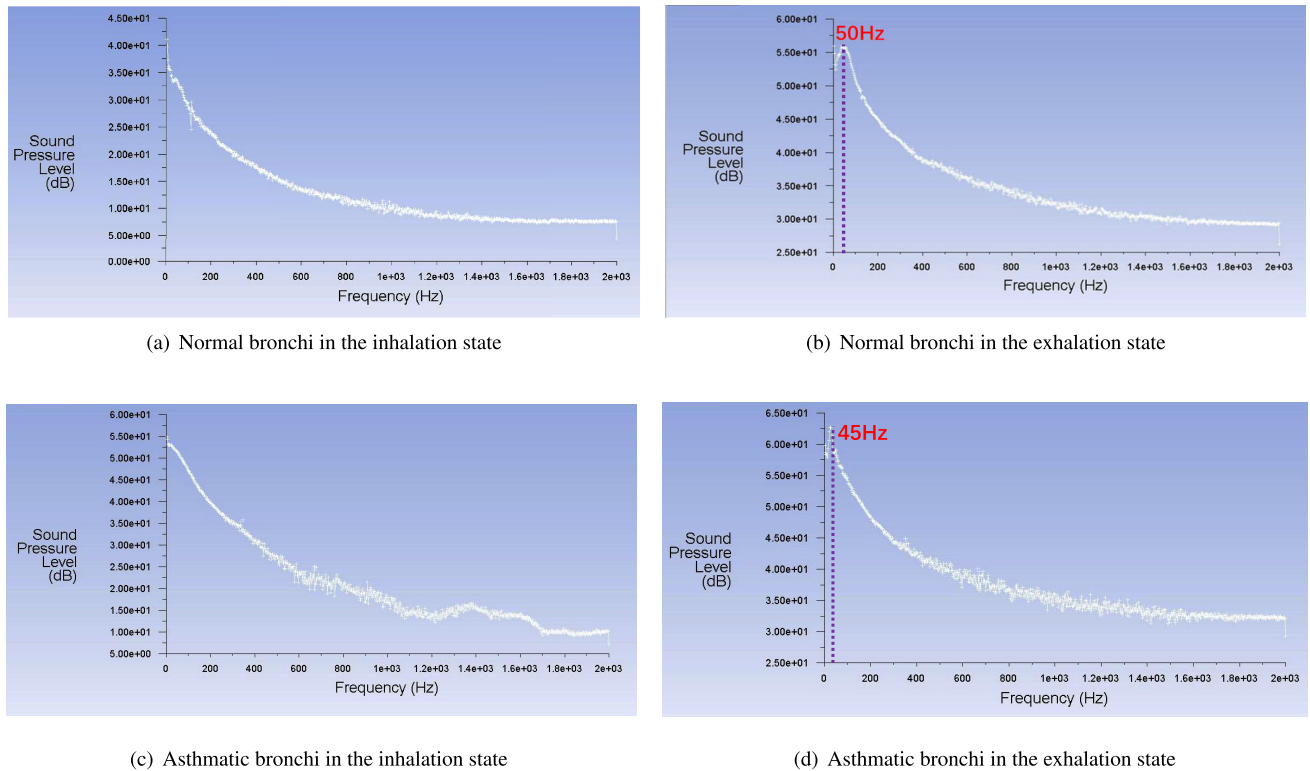 4.50e+01
4.00e+01
3.50e+01
3.00e+01
2.50e+01
2.00e+01
1.50e+01
1.00e+01
5.00e+00
0.00e+00
Sound
Pressure
Level
(dB)
0 200 400 600 800 1e+03 1.2e+03 1.4e+03 1.6e+03 1.8e+03 2e+03
Frequency (Hz)
(a) Normal bronchi in the inhalation state
6.00e+01
5.50e+01
5.00e+01
4.50e+01
4.00e+01
3.50e+01
3.00e+01
2.50e+01
50Hz
Sound
Pressure
Level
(dB)
0 200 400 600 800 1e+03 1.2e+03 1.4e+03 1.6e+03 1.8e+03 2e+03
Frequency (Hz)
(b) Normal bronchi in the exhalation state
6.00e+01
5.50e+01
5.00e+01
4.50e+01
4.00e+01
3.50e+01
3.00e+01
2.50e+01
2.00e+01
1.50e+01
1.00e+01
5.00e+00
Sound
Pressure
Level
(dB)
0 200 400 600 800 1e+03 1.2e+03 1.4e+03 1.6e+03 1.8e+03 2e+03
Frequency (Hz)
(c) Asthmatic bronchi in the inhalation state
6.50e+01
6.00e+01
5.50e+01
5.00e+01
4.50e+01
4.00e+01
3.50e+01
3.00e+01
2.50e+01
45Hz
Sound
Pressure
Level
(dB)
0 200 400 600 800 1e+03 1.2e+03 1.4e+03 1.6e+03 1.8e+03 2e+03
Frequency (Hz)
(d) Asthmatic bronchi in the exhalation state